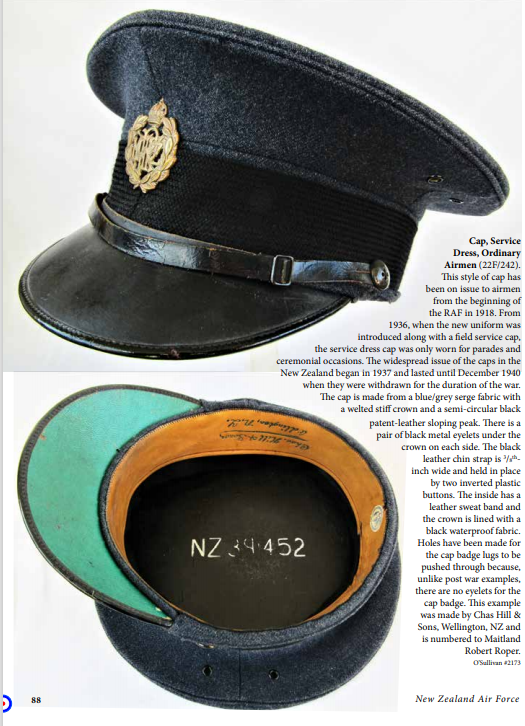 Cap, Service
Dress, Ordinary
Airmen (22F/242).
This style of cap has
been on issue to airmen
from the beginning of
the RAF in 1918. From
1936, when the new uniform was
introduced along with a field service cap,
the service dress cap was only worn for parades and
ceremonial occasions. The widespread issue of the caps in the
New Zealand began in 1937 and lasted until December 1940
when they were withdrawn for the duration of the war.
The cap is made from a blue/grey serge fabric with
a welted stiff crown and a semi-circular black
patent-leather sloping peak. There is a
pair of black metal eyelets under the
crown on each side. The black
leather chin strap is ³/₈ᵗʰ-
inch wide and held in place
by two inverted plastic
buttons. The inside has a
leather sweat band and
the crown is lined with a
black waterproof fabric.
Holes have been made for
the cap badge lugs to be
pushed through because,
unlike post war examples,
there are no eyelets for the
cap badge. This example
was made by Chas Hill &
Sons, Wellington, NZ and
is numbered to Maitland
Robert Roper.
O'Sullivan #2173
Chas. Hill & Sons
Wellington, N.Z.
NZ 452
88
New Zealand Air Force